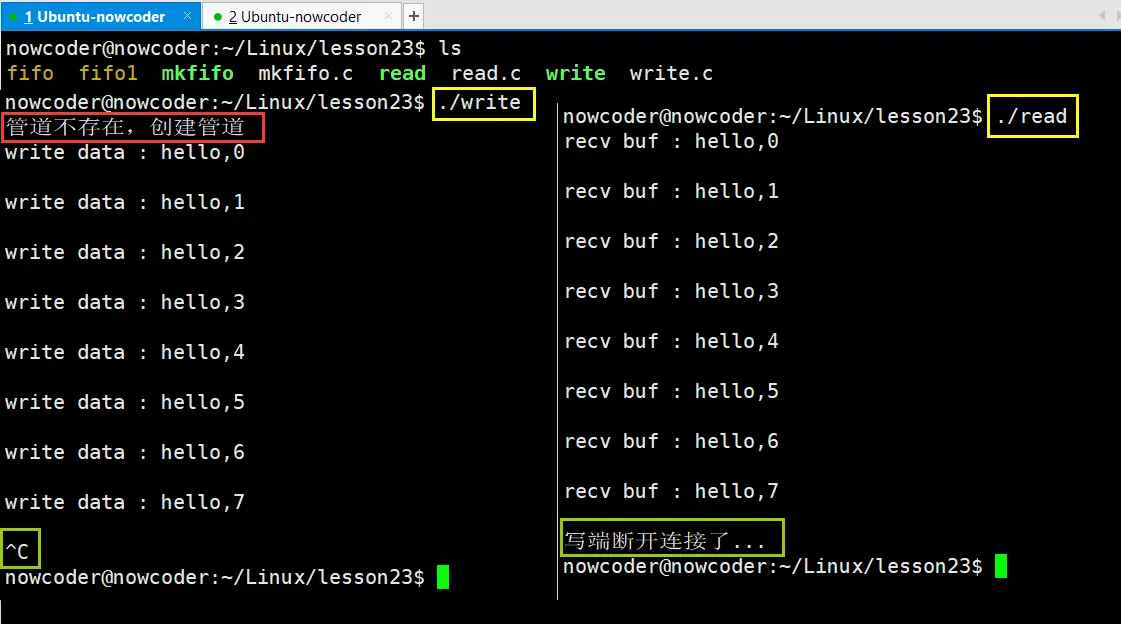 1 Ubuntu-nowcoder × 2 Ubuntu-nowcoder × +
nowcoder@nowcoder:~/Linux/lesson23$ ls
fifo fifo1 mkfifo mkfifo.c read read.c write write.c
nowcoder@nowcoder:~/Linux/lesson23$ ./write
管道不存在，创建管道
write data : hello,0
write data : hello,1
write data : hello,2
write data : hello,3
write data : hello,4
write data : hello,5
write data : hello,6
write data : hello,7
^C
nowcoder@nowcoder:~/Linux/lesson23$
nowcoder@nowcoder:~/Linux/lesson23$ ./read
recv buf : hello,0
recv buf : hello,1
recv buf : hello,2
recv buf : hello,3
recv buf : hello,4
recv buf : hello,5
recv buf : hello,6
recv buf : hello,7
写端断开连接了...
nowcoder@nowcoder:~/Linux/lesson23$